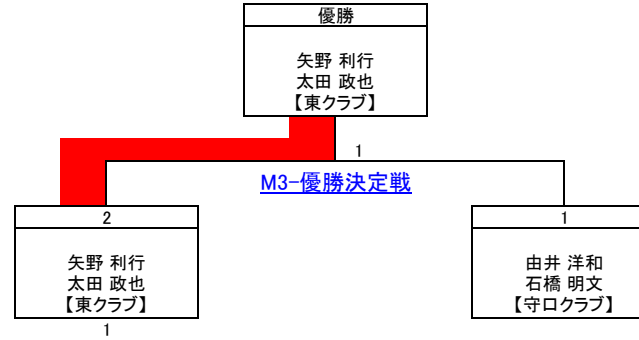 優勝
矢野 利行
太田 政也
【東クラブ】
1
M3-優勝決定戦
2
矢野 利行
太田 政也
【東クラブ】
1
1
由井 洋和
石橋 明文
【守口クラブ】